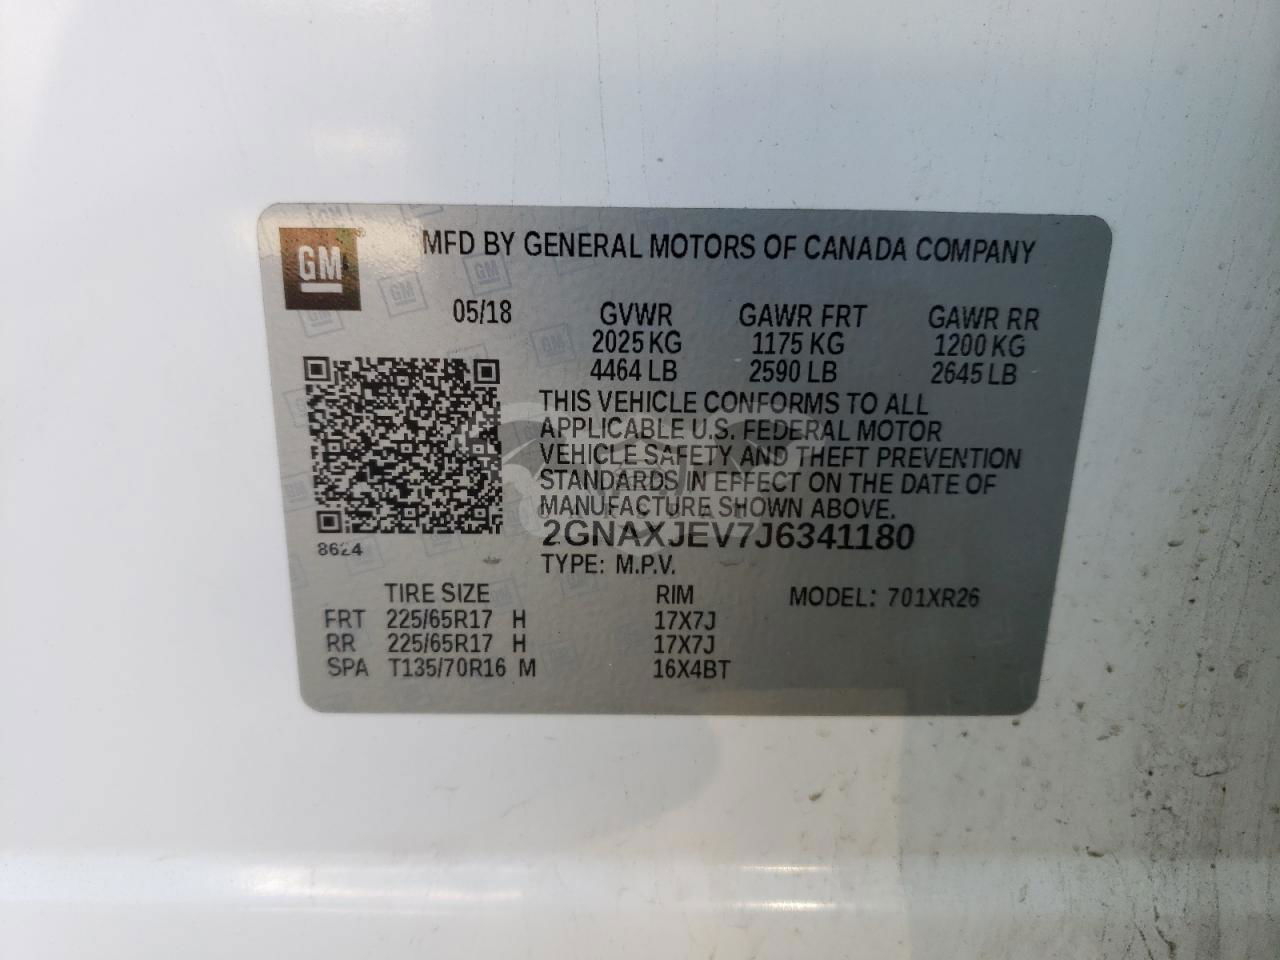 GM
MFD BY GENERAL MOTORS OF CANADA COMPANY
05/18 GVWR GAWR FRT GAWR RR
2025 KG 1175 KG 1200 KG
4464 LB 2590 LB 2645 LB
THIS VEHICLE CONFORMS TO ALL
APPLICABLE U.S. FEDERAL MOTOR
VEHICLE SAFETY AND THEFT PREVENTION
STANDARDS IN EFFECT ON THE DATE OF
MANUFACTURE SHOWN ABOVE.
2GNAXJEV7J6341180
8624
TYPE: M.P.V.
TIRE SIZE RIM MODEL: 701XR26
FRT 225/65R17 H 17X7J
RR 225/65R17 H 17X7J
SPA T135/70R16 M 16X4BT